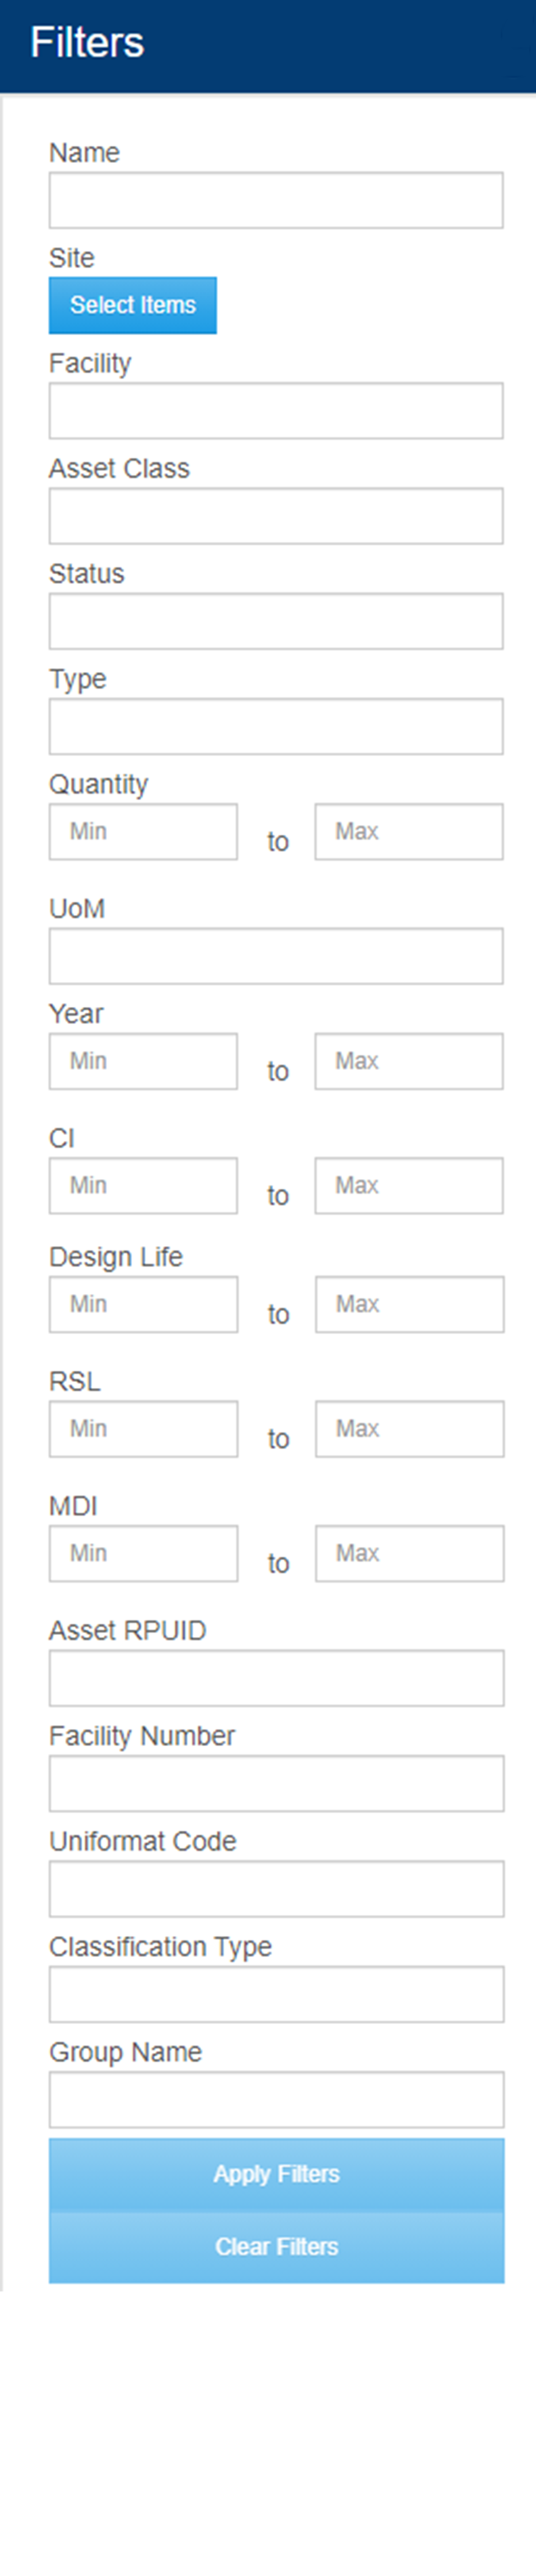 Filters
Name
Site
Select Items
Facility
Asset Class
Status
Type
Quantity
Min to Max
UoM
Year
Min to Max
CI
Min to Max
Design Life
Min to Max
RSL
Min to Max
MDI
Min to Max
Asset RPUID
Facility Number
Uniformat Code
Classification Type
Group Name
Apply Filters
Clear Filters